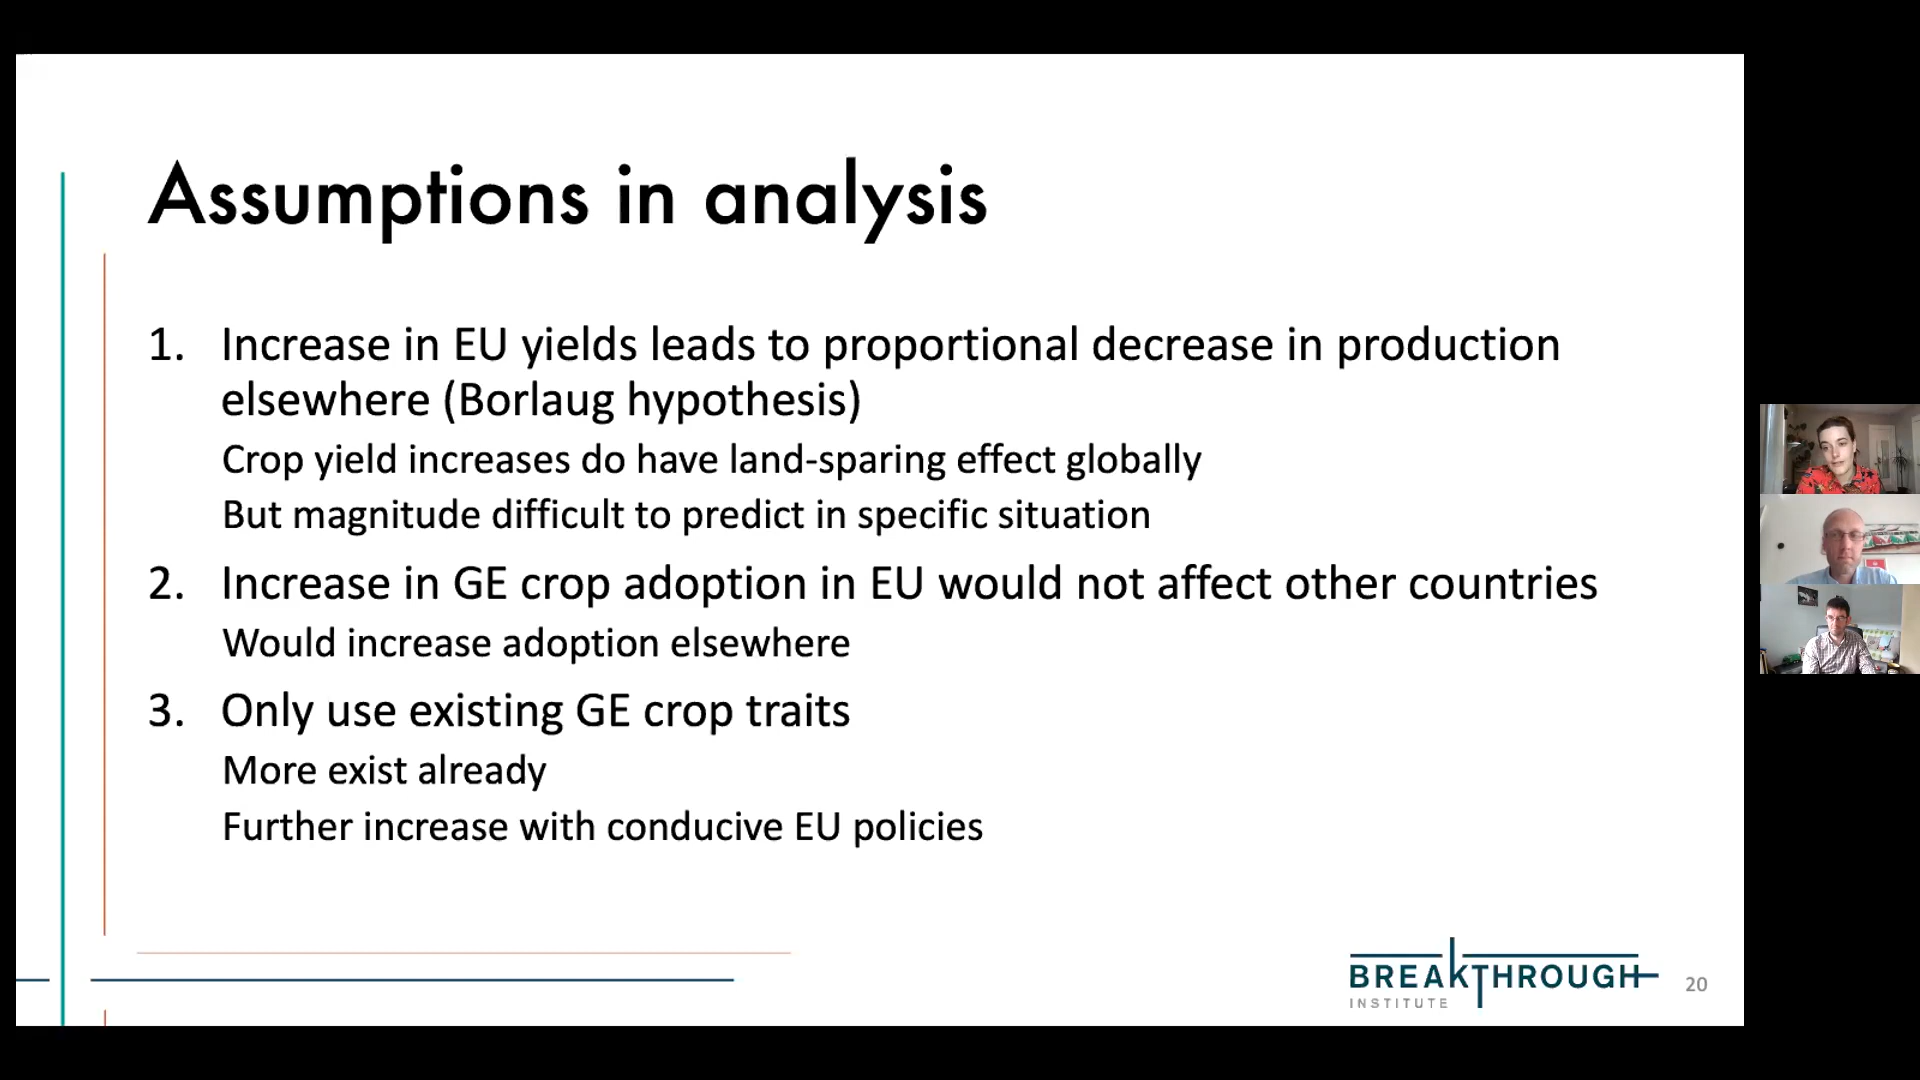 Assumptions in analysis
1. Increase in EU yields leads to proportional decrease in production
elsewhere (Borlaug hypothesis)
Crop yield increases do have land-sparing effect globally
But magnitude difficult to predict in specific situation
2. Increase in GE crop adoption in EU would not affect other countries
Would increase adoption elsewhere
3. Only use existing GE crop traits
More exist already
Further increase with conducive EU policies
BREAKTHROUGH
INSTITUTE
20